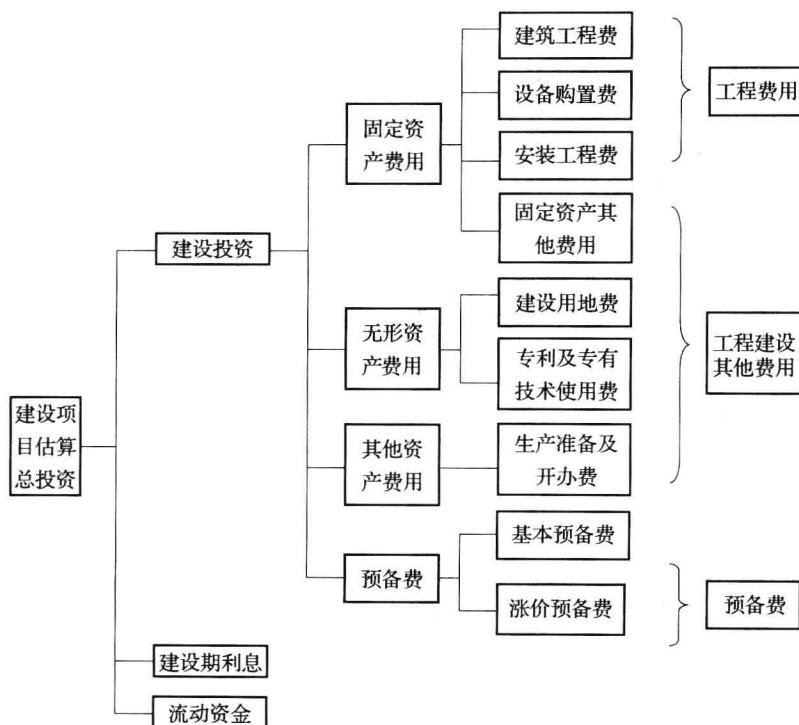 建设项
目估算
总投资
建设投资
建设期利息
流动资金
固定资
产费用
无形资
产费用
其他资
产费用
预备费
建筑工程费
设备购置费
安装工程费
固定资产其
他费用
建设用地费
专利及专有
技术使用费
生产准备及
开办费
基本预备费
涨价预备费
工程费用
工程建设
其他费用
预备费